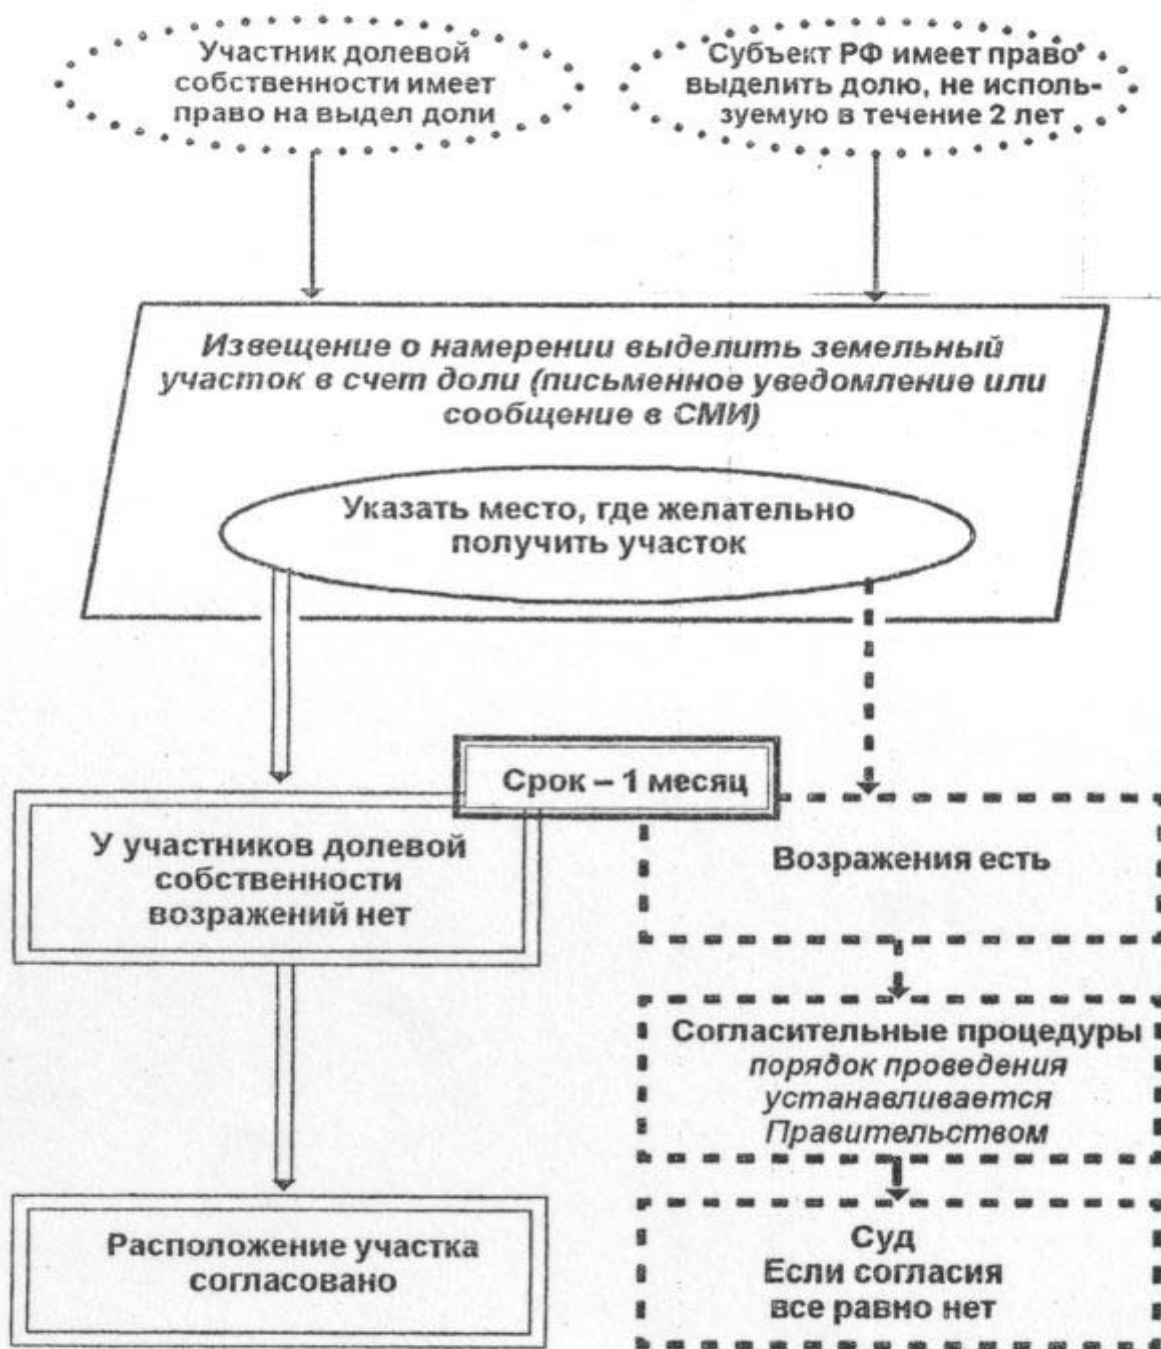 Участник долевой
собственности имеет
право на выдел доли
Субъект РФ имеет право
выделить долю, не исполь-
зуемую в течение 2 лет
Извещение о намерении выделить земельный
участок в счет доли (письменное уведомление или
сообщение в СМИ)
Указать место, где желательно
получить участок
Срок – 1 месяц
У участников долевой
собственности
возражений нет
Возражения есть
Согласительные процедуры
порядок проведения
устанавливается
Правительством
Расположение участка
согласовано
Суд
Если согласия
все равно нет